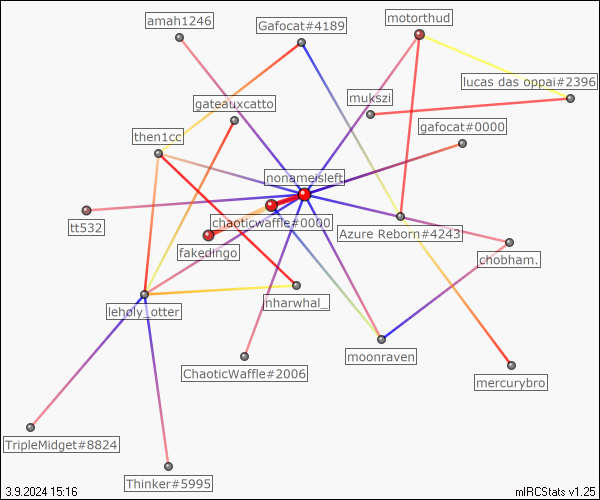 amah1246
Gafocat#4189
motorthud
lucas das oppai#2396
mukszi
gateauxcatto
gafocat#0000
then1cc
nonameisleft
tt532
chaoticwaffle#0000
Azure Reborn#4243
fakedingo
chobham.
nharwhal_
leholy_otter
moonraven
ChaoticWaffle#2006
mercurybro
TripleMidget#8824
Thinker#5995
3.9.2024 15:16
mIRCStats v1.25